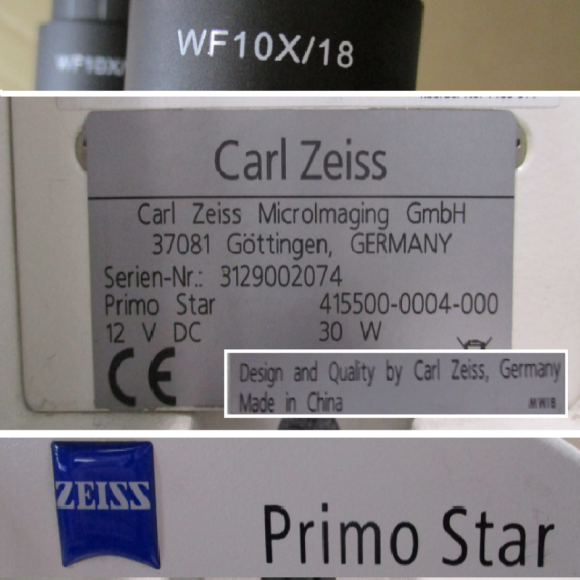 WF10X/18
Carl Zeiss
Carl Zeiss MicroImaging GmbH
37081 Göttingen, GERMANY
Serien-Nr.: 3129002074
Primo Star 415500-0004-000
12 V DC 30 W
CE
Design and Quality by Carl Zeiss, Germany
Made in China
MWIB
ZEISS
Primo Star